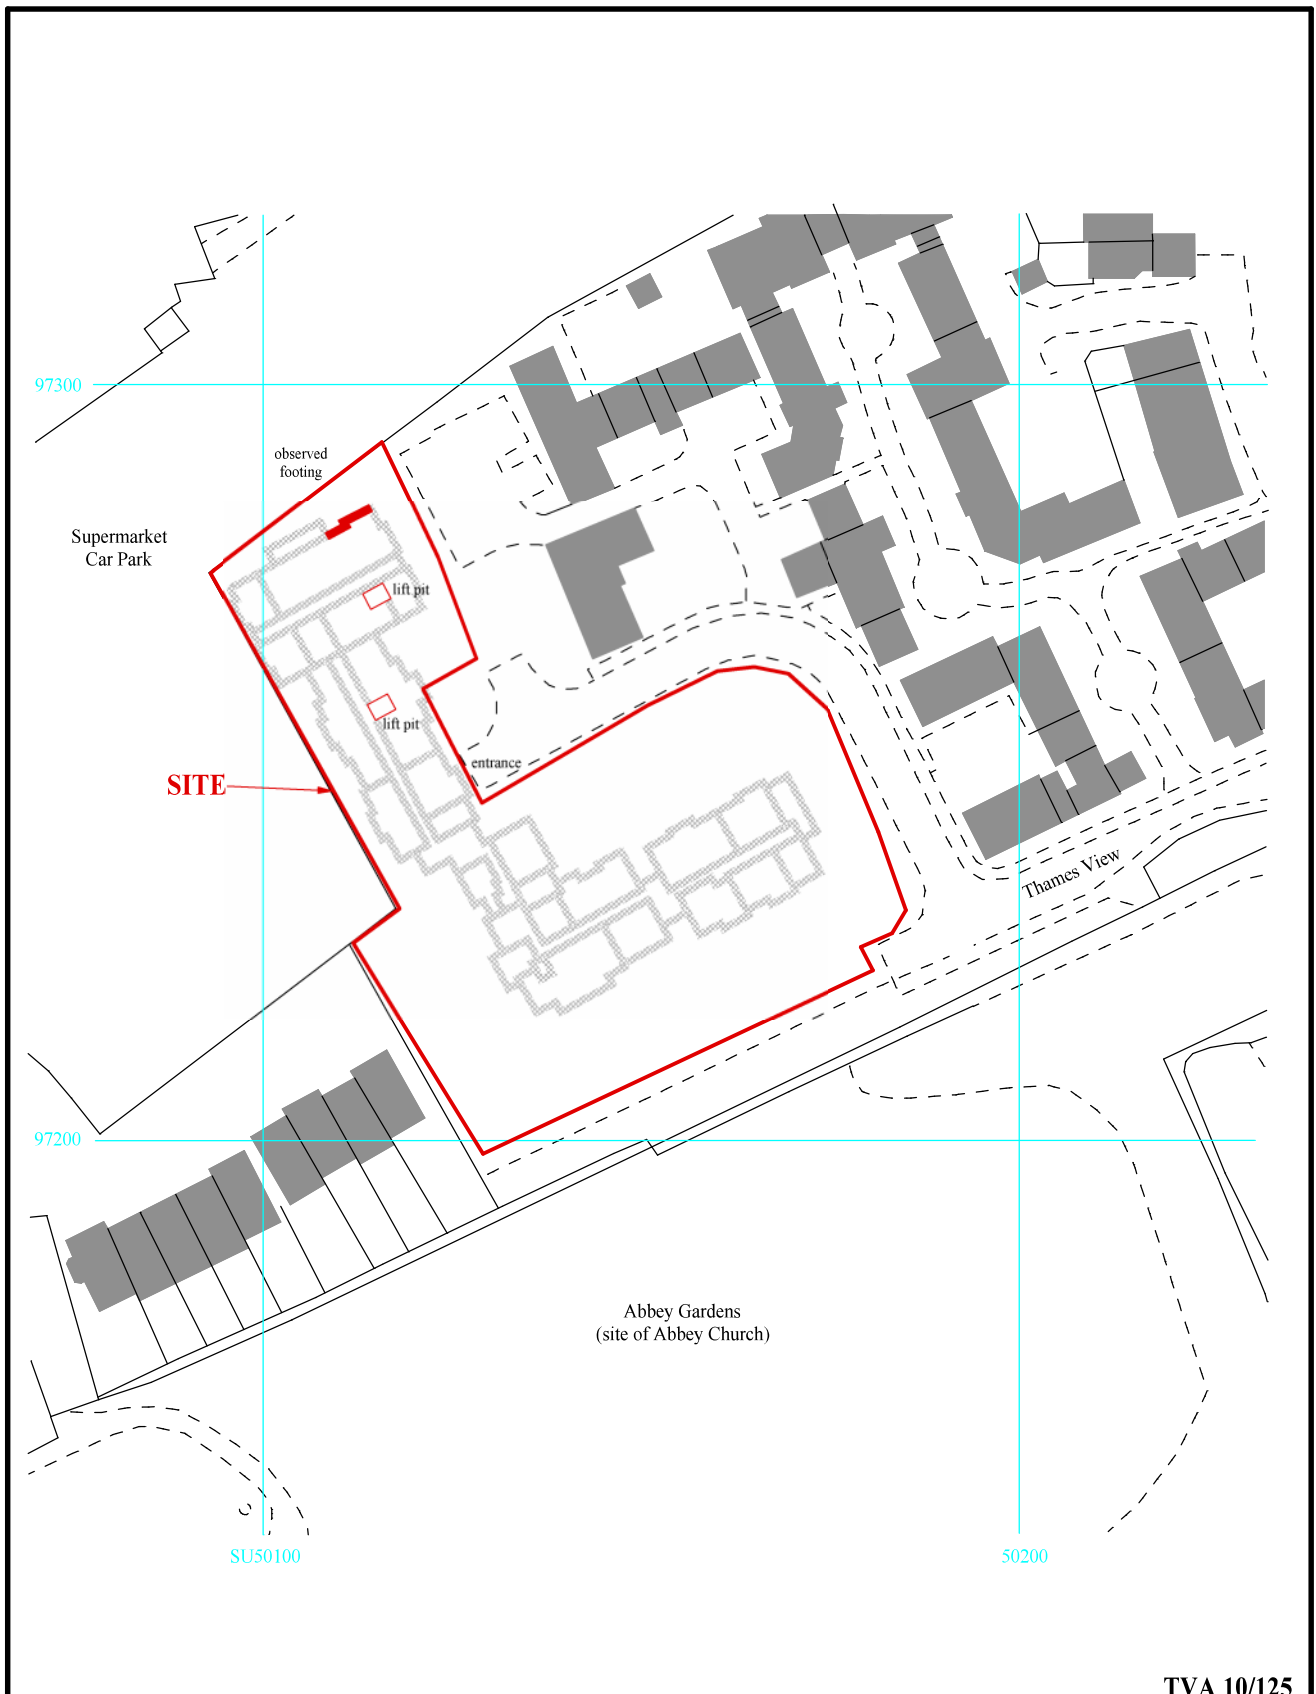 97300
observed
footing
Supermarket
Car Park
lift pit
lift pit
entrance
SITE
Thames View
97200
Abbey Gardens
(site of Abbey Church)
SU50100
50200
TVA 10/125